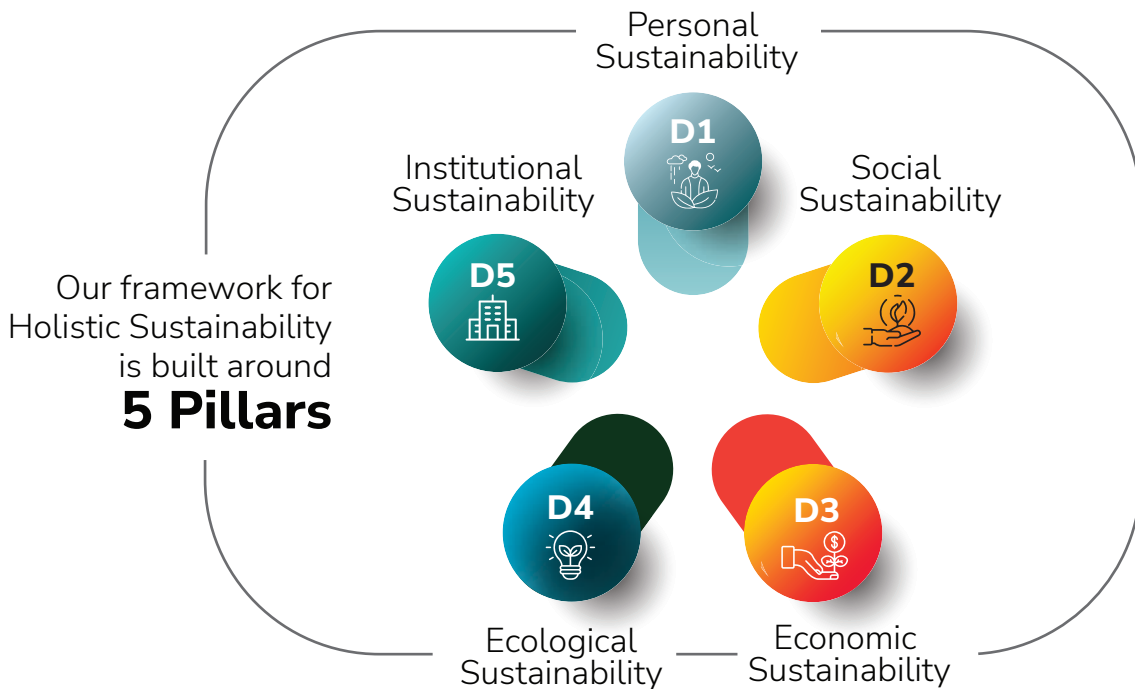 Our framework for
Holistic Sustainability
is built around
5 Pillars
Personal
Sustainability
D1
Social
Sustainability
D2
D3
$
Economic
Sustainability
D4
Ecological
Sustainability
Institutional
Sustainability
D5